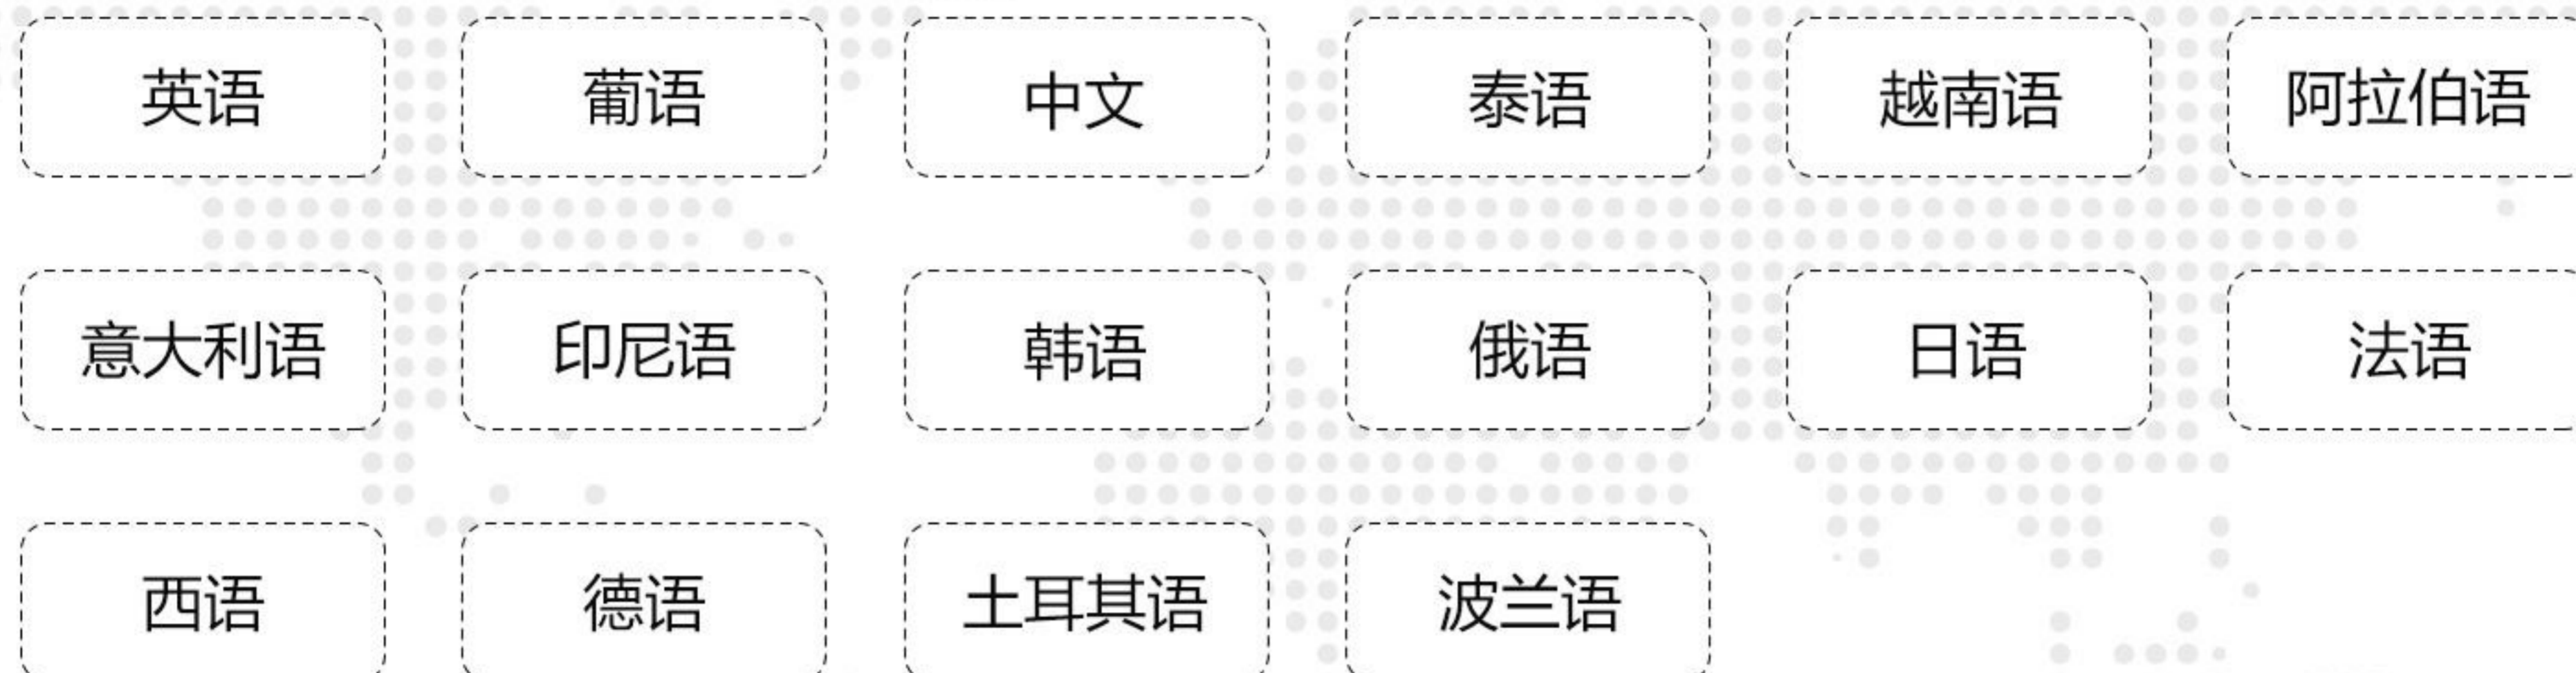 英语 葡语 中文 泰语 越南语 阿拉伯语
意大利语 印尼语 韩语 俄语 日语 法语
西语 德语 土耳其语 波兰语